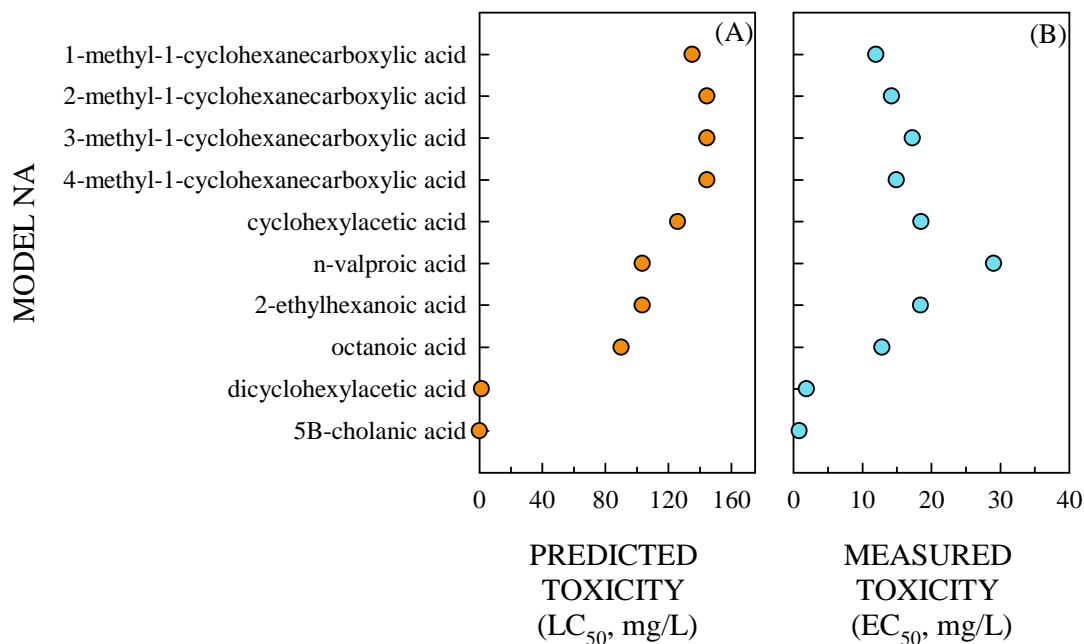 (A)
(B)
MODEL NA
1-methyl-1-cyclohexanecarboxylic acid
2-methyl-1-cyclohexanecarboxylic acid
3-methyl-1-cyclohexanecarboxylic acid
4-methyl-1-cyclohexanecarboxylic acid
cyclohexylacetic acid
n-valproic acid
2-ethylhexanoic acid
octanoic acid
dicyclohexylacetic acid
5B-cholanic acid
0 40 80 120 160
0 10 20 30 40
PREDICTED
TOXICITY
(LC50, mg/L)
MEASURED
TOXICITY
(EC50, mg/L)